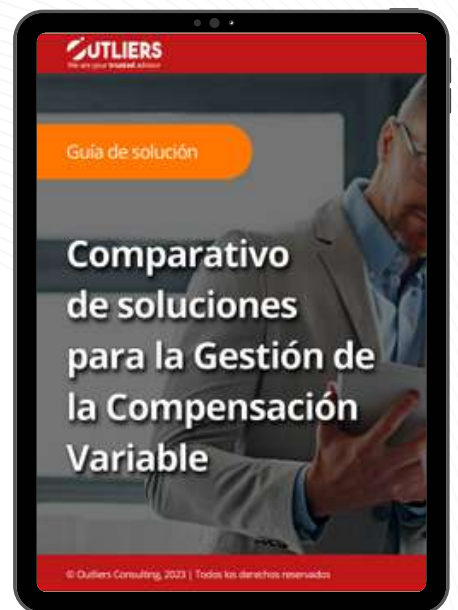 OUTLIERS
We are your trusted advisor
Guía de solución
Comparativo
de soluciones
para la Gestión de
la Compensación
Variable
© Outliers Consulting, 2023 | Todos los derechos reservados